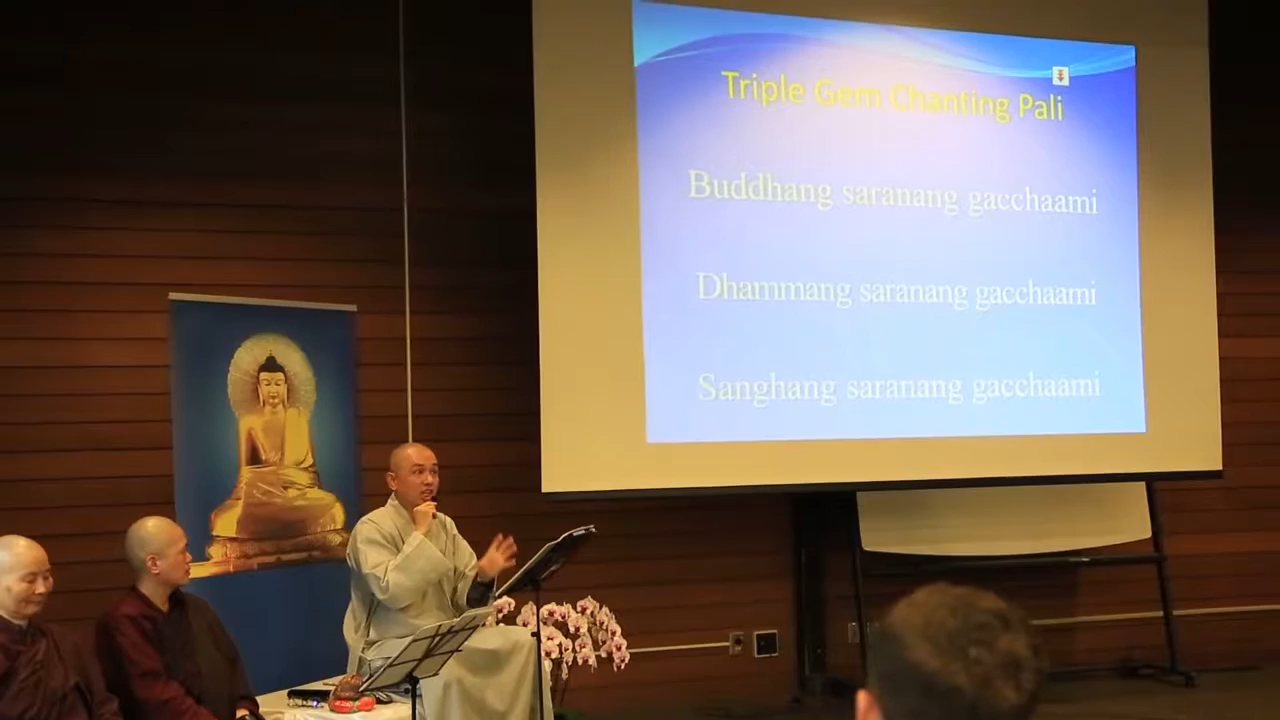 Triple Gem Chanting Pali
Buddhang saranang gacchaami
Dhammang saranang gacchaami
Sanghang saranang gacchaami